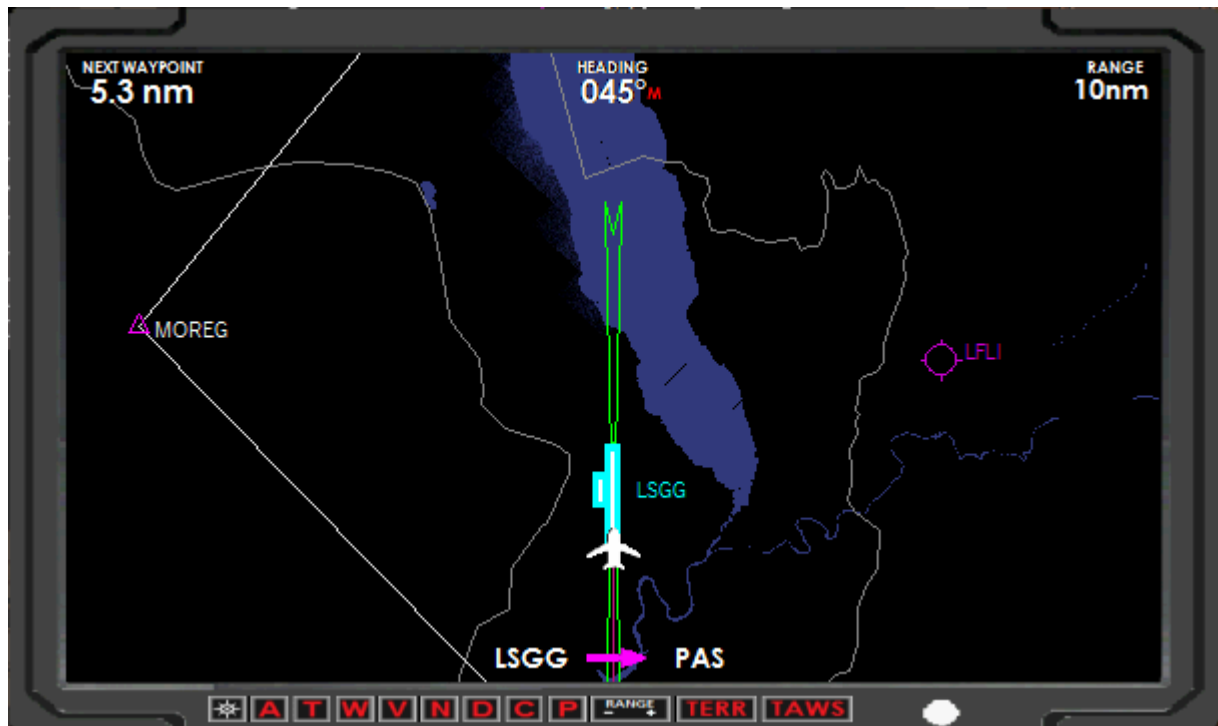 NEXT WAYPOINT
5.3 nm
HEADING
045°M
RANGE
10nm
MOREG
LFLI
LSGG
LSGG PAS
A T W V N D C P RANGE - + TERR TAWS